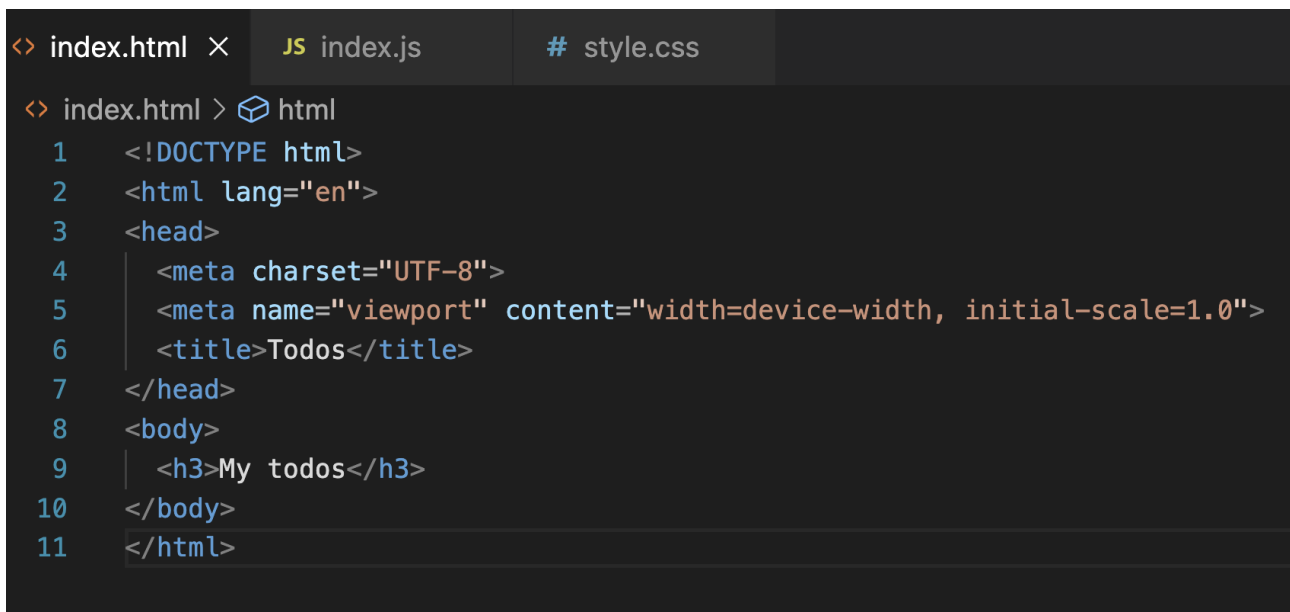 index.html × JS index.js # style.css
index.html > html
1 <!DOCTYPE html>
2 <html lang="en">
3 <head>
4 <meta charset="UTF-8">
5 <meta name="viewport" content="width=device-width, initial-scale=1.0">
6 <title>Todos</title>
7 </head>
8 <body>
9 <h3>My todos</h3>
10 </body>
11 </html>